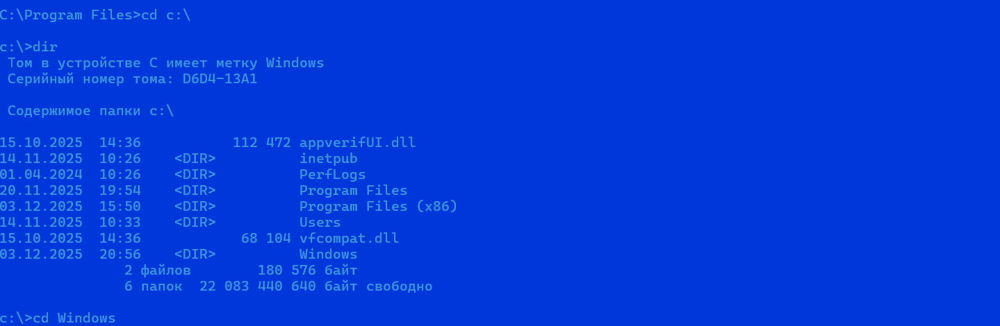 C:\Program Files>cd c:\
c:\>dir
Том в устройстве C имеет метку Windows
Серийный номер тома: D6D4-13A1
Содержимое папки c:\
15.10.2025  14:36           112 472 appverifUI.dll
14.11.2025  10:26    <DIR>          inetpub
01.04.2024  10:26    <DIR>          PerfLogs
20.11.2025  19:54    <DIR>          Program Files
03.12.2025  15:50    <DIR>          Program Files (x86)
14.11.2025  10:33    <DIR>          Users
15.10.2025  14:36            68 104 vfcompat.dll
03.12.2025  20:56    <DIR>          Windows
2 файлов        180 576 байт
6 папок  22 083 440 640 байт свободно
c:\>cd Windows